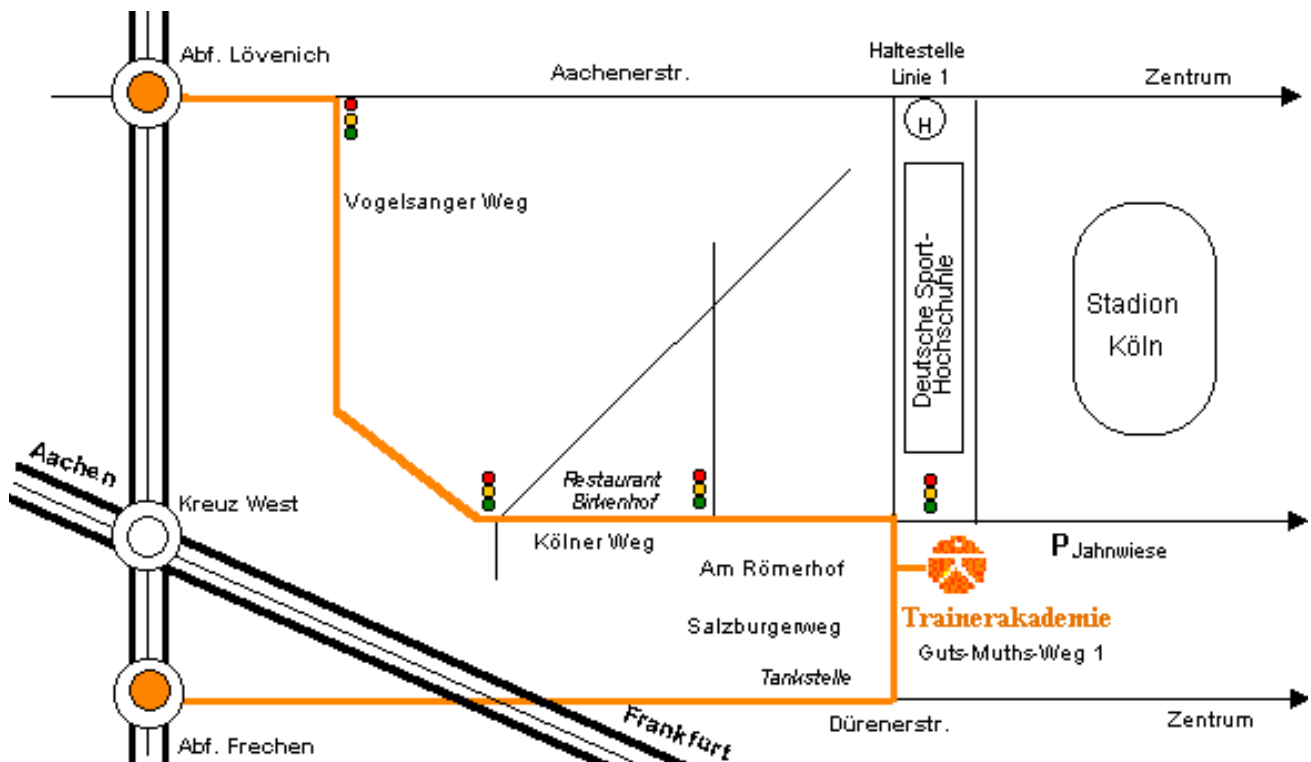 Abf. Lövenich
Aachenerstr.
Haltestelle
Linie 1
Zentrum
H
Vogelsanger Weg
Deutsche Sport-
Hochschuhle
Stadion
Köln
Aachen
Kreuz West
Restaurant
Birkenhof
Kölner Weg
P Jahnwiese
Am Römerhof
Trainerakademie
Salzburgerweg
Guts-Muths-Weg 1
Tankstelle
Frankfurt
Dürenerstr.
Zentrum
Abf. Frechen